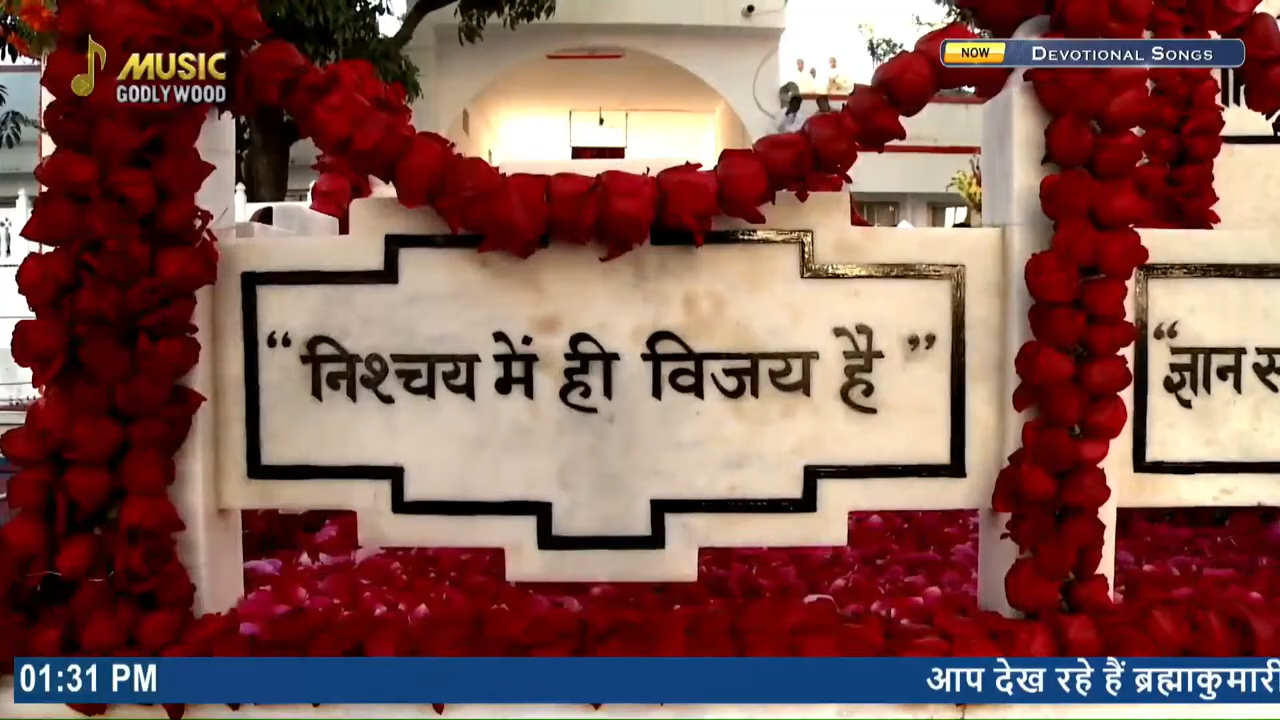 MUSIC
GODLYWOOD
NOW DEVOTIONAL SONGS
“निश्चय में ही विजय है”
“ज्ञान
01:31 PM
आप देख रहे हैं ब्रह्माकुमारी